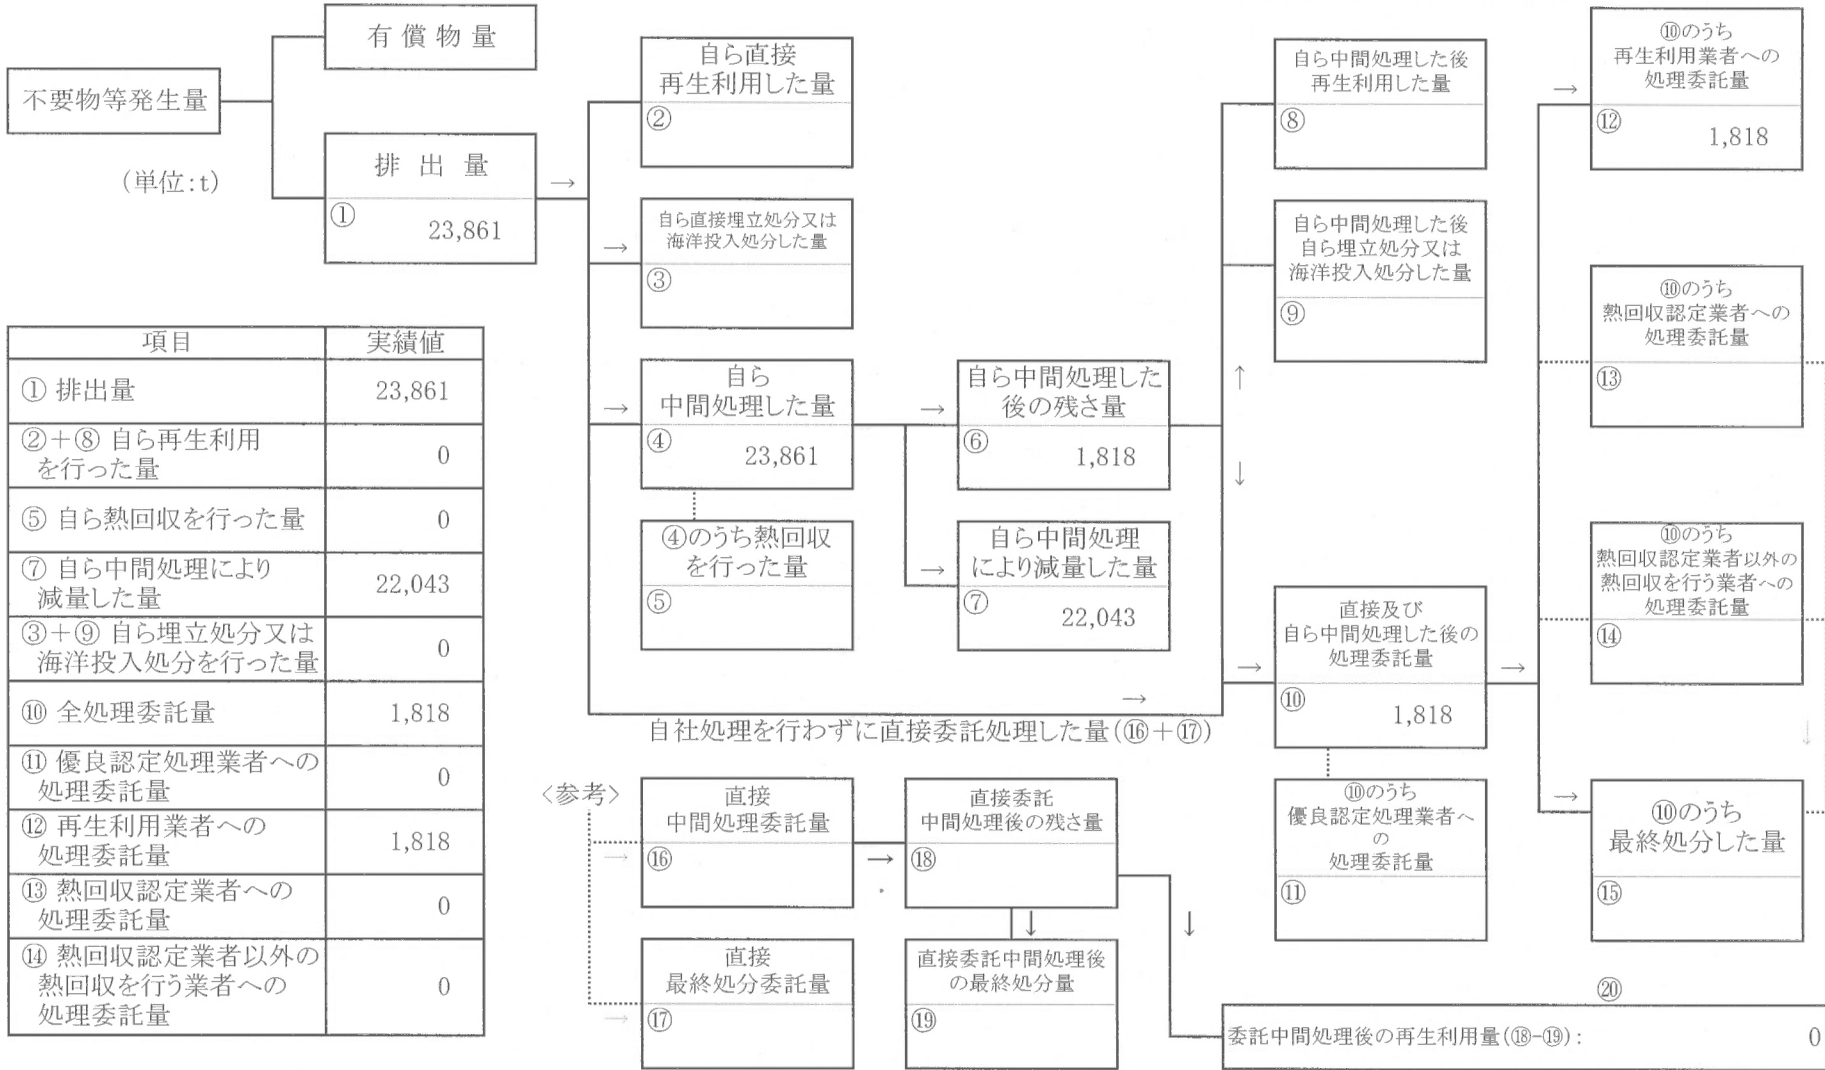 不要物等発生量
有償物量
(単位:t)
排出量
①
23,861
→
自ら直接
再生利用した量
②
→
自ら直接埋立処分又は
海洋投入処分した量
③
→
自ら
中間処理した量
④
23,861
④のうち熱回収
を行った量
⑤
→
自ら中間処理した
後の残さ量
⑥
1,818
→
自ら中間処理
により減量した量
⑦
22,043
→
自社処理を行わずに直接委託処理した量(⑯+⑰)
自ら中間処理した後
再生利用した量
⑧
自ら中間処理した後
自ら埋立処分又は
海洋投入処分した量
⑨
↑
↓
→
直接及び
自ら中間処理した後の
処理委託量
⑩
1,818
→
⑩のうち
優良認定処理業者へ
の
処理委託量
⑪
→
⑩のうち
再生利用業者への
処理委託量
⑫
1,818
⑩のうち
熱回収認定業者への
処理委託量
⑬
⑩のうち
熱回収認定業者以外の
熱回収を行う業者への
処理委託量
⑭
↓
→
⑩のうち
最終処分した量
⑮
項目 実績値
① 排出量 23,861
②+⑧ 自ら再生利用
を行った量 0
⑤ 自ら熱回収を行った量 0
⑦ 自ら中間処理により
減量した量 22,043
③+⑨ 自ら埋立処分又は
海洋投入処分を行った量 0
⑩ 全処理委託量 1,818
⑪ 優良認定処理業者への
処理委託量 0
⑫ 再生利用業者への
処理委託量 1,818
⑬ 熱回収認定業者への
処理委託量 0
⑭ 熱回収認定業者以外の
熱回収を行う業者への
処理委託量 0
<参考>
→
直接
中間処理委託量
⑯
→
直接委託
中間処理後の残さ量
⑱
↓
→
直接
最終処分委託量
⑰
直接委託中間処理後
の最終処分量
⑲
↓
⑳
委託中間処理後の再生利用量(⑱-⑲): 0